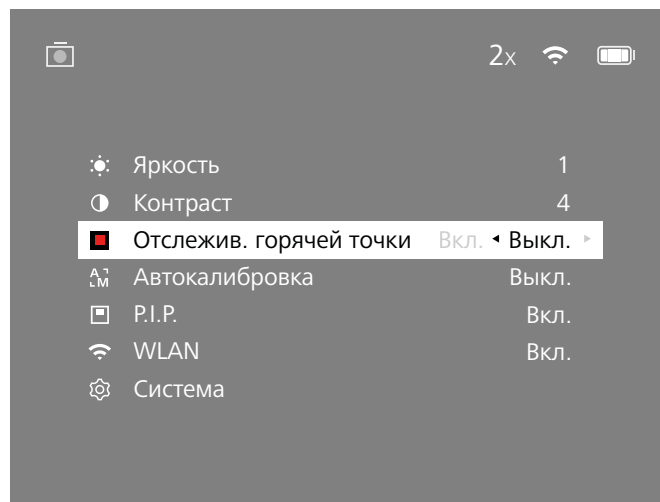 2x
Яркость 1
Контраст 4
Отслежив. горячей точки Вкл. Выкл.
A M Автокалибровка Выкл.
P.I.P. Вкл.
WLAN Вкл.
Система